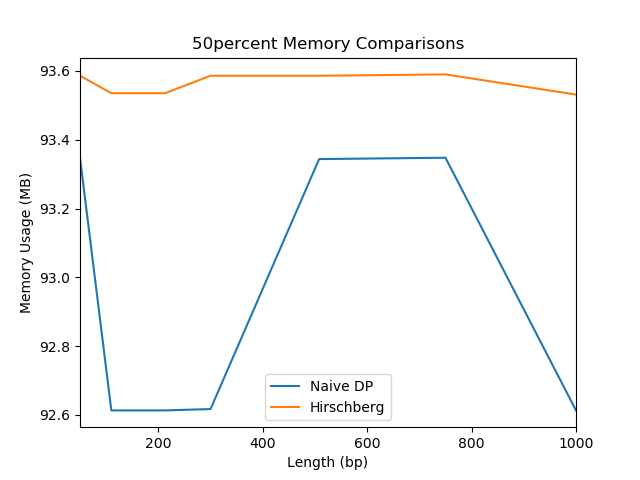 50percent Memory Comparisons
93.6
93.4
93.2
93.0
92.8
92.6
Memory Usage (MB)
Naive DP
Hirschberg
200
400
600
800
1000
Length (bp)